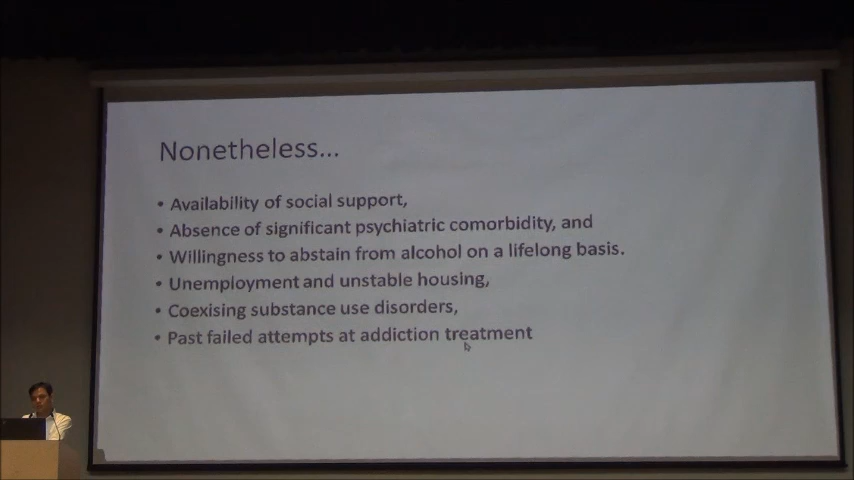 Nonetheless...
• Availability of social support,
• Absence of significant psychiatric comorbidity, and
• Willingness to abstain from alcohol on a lifelong basis.
• Unemployment and unstable housing,
• Coexising substance use disorders,
• Past failed attempts at addiction treatment